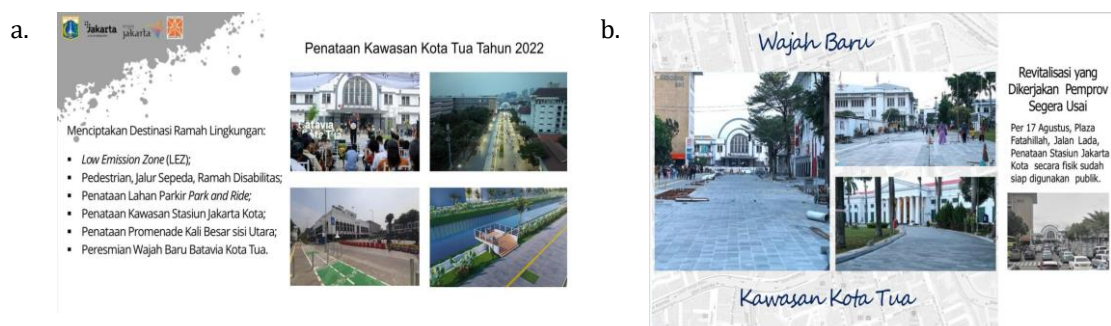 a.
Jakarta
jakarta
Penataan Kawasan Kota Tua Tahun 2022
Menciptakan Destinasi Ramah Lingkungan:
▪ Low Emission Zone (LEZ);
▪ Pedestrian, Jalur Sepeda, Ramah Disabilitas;
▪ Penataan Lahan Parkir Park and Ride;
▪ Penataan Kawasan Stasiun Jakarta Kota;
▪ Penataan Promenade Kali Besar sisi Utara;
▪ Peresmian Wajah Baru Batavia Kota Tua.
b.
Wajah Baru
Kawasan Kota Tua
Revitalisasi yang
Dikerjakan Pemprov
Segera Usai
Per 17 Agustus, Plaza
Fatahillah, Jalan Lada,
Penataan Stasiun Jakarta
Kota secara fisik sudah
siap digunakan publik.